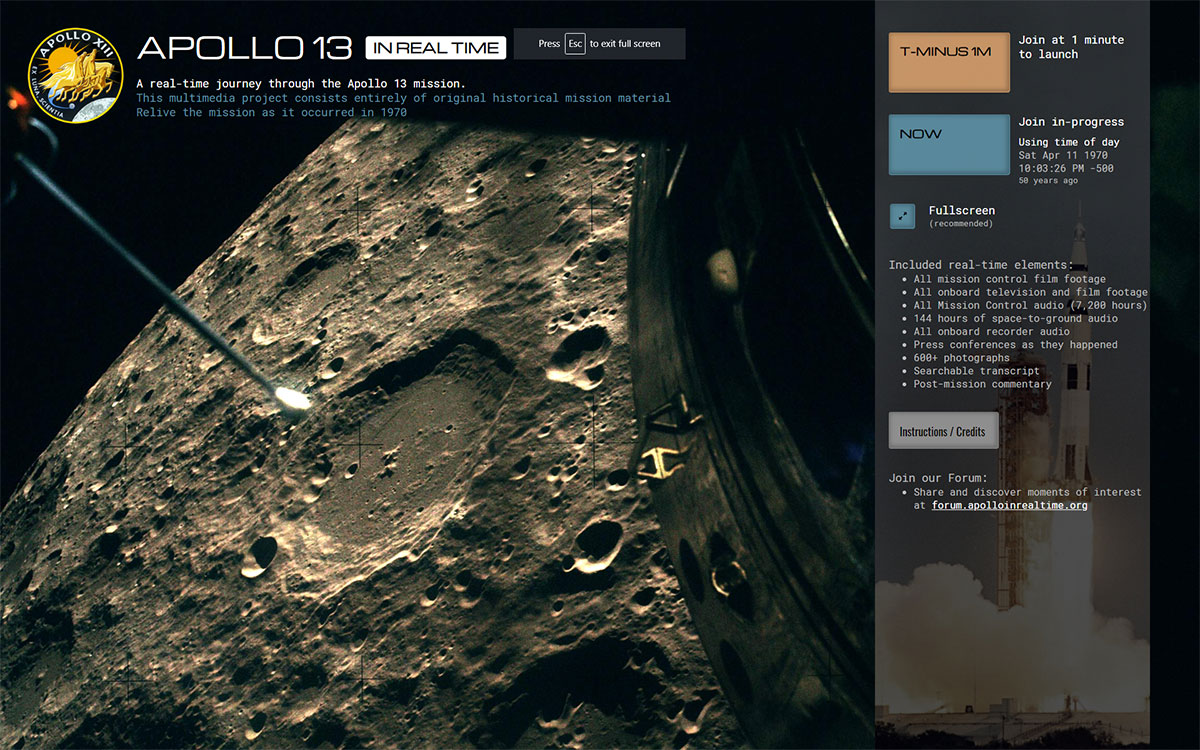 APOLLO XIII
EX LUNA, SCIENTIA
APOLLO 13 IN REAL TIME
Press Esc to exit full screen
A real-time journey through the Apollo 13 mission.
This multimedia project consists entirely of original historical mission material
Relive the mission as it occurred in 1970
T-MINUS 1M
Join at 1 minute
to launch
NOW
Join in-progress
Using time of day
Sat Apr 11 1970
10:03:26 PM -500
50 years ago
Fullscreen
(recommended)
Included real-time elements:
• All mission control film footage
• All onboard television and film footage
• All Mission Control audio (7,200 hours)
• 144 hours of space-to-ground audio
• All onboard recorder audio
• Press conferences as they happened
• 600+ photographs
• Searchable transcript
• Post-mission commentary
Instructions / Credits
Join our Forum:
• Share and discover moments of interest
at forum.apolloinrealtime.org